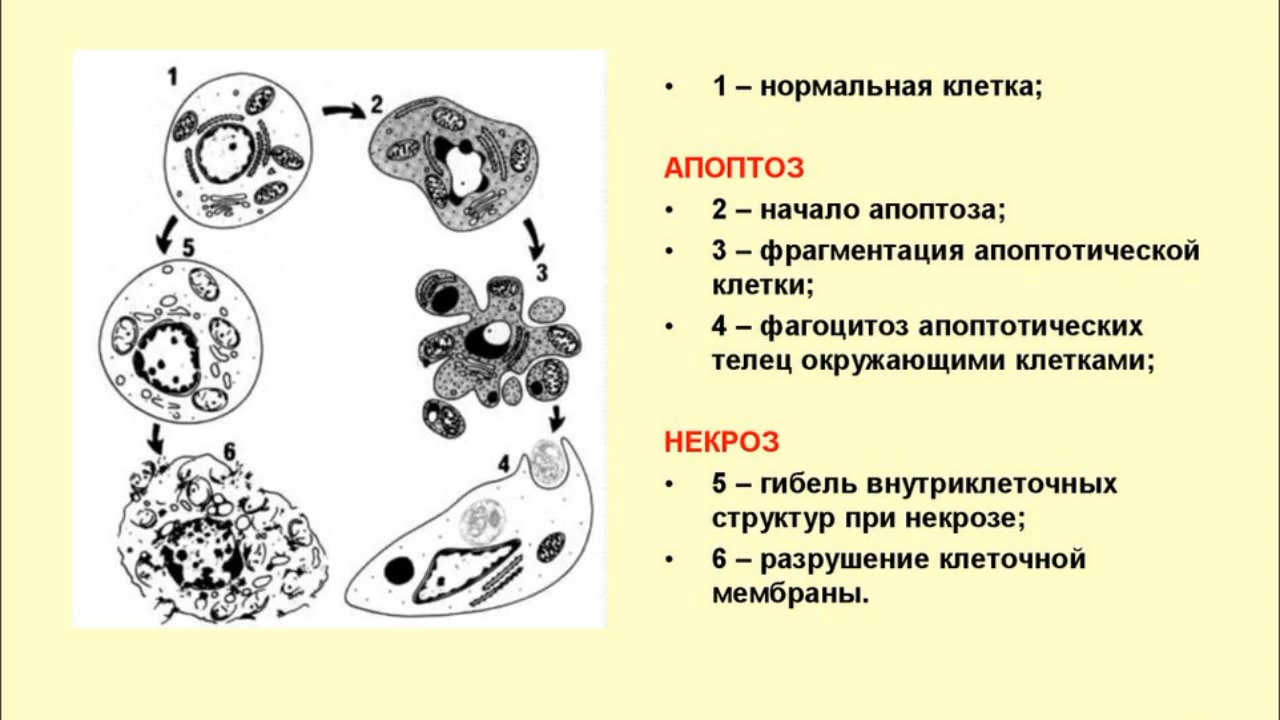 1
2
5
3
6
4
• 1 – нормальная клетка;
АПОПТОЗ
• 2 – начало апоптоза;
• 3 – фрагментация апоптотической
клетки;
• 4 – фагоцитоз апоптотических
телец окружающими клетками;
НЕКРОЗ
• 5 – гибель внутриклеточных
структур при некрозе;
• 6 – разрушение клеточной
мембраны.